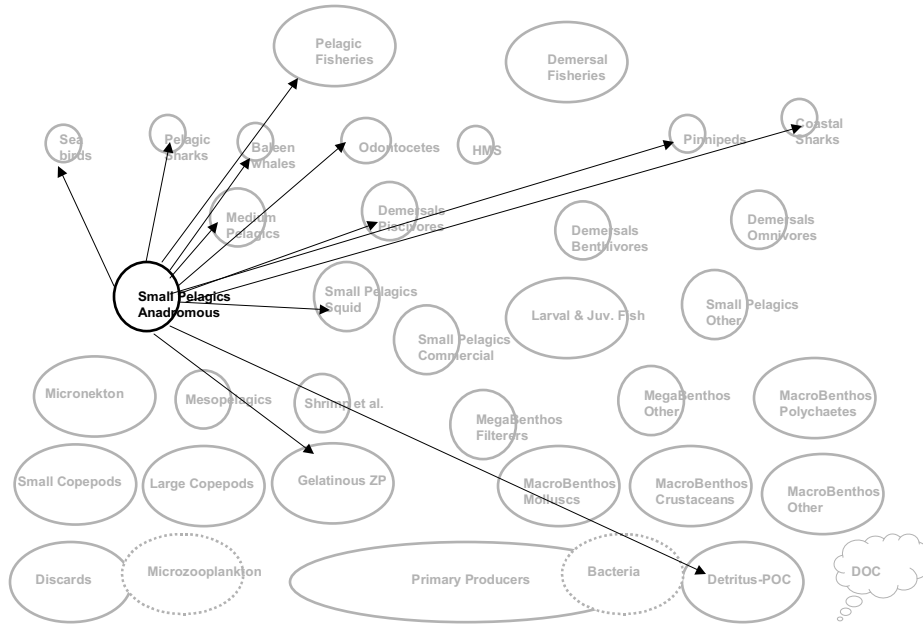 Pelagic
Fisheries
Demersal
Fisheries
Sea
birds
Pelagic
Sharks
Baleen
whales
Odontocetes
HMS
Pinnipeds
Coastal
Sharks
Medium
Pelagics
Demersals
Piscivores
Demersals
Benthivores
Demersals
Omnivores
Small Pelagics
Anadromous
Small Pelagics
Squid
Small Pelagics
Commercial
Larval & Juv. Fish
Small Pelagics
Other
Micronekton
Mesopelagics
Shrimp et al.
MegaBenthos
Filterers
MegaBenthos
Other
MacroBenthos
Polychaetes
Small Copepods
Large Copepods
Gelatinous ZP
MacroBenthos
Molluscs
MacroBenthos
Crustaceans
MacroBenthos
Other
Discards
Microzooplankton
Primary Producers
Bacteria
Detritus-POC
DOC